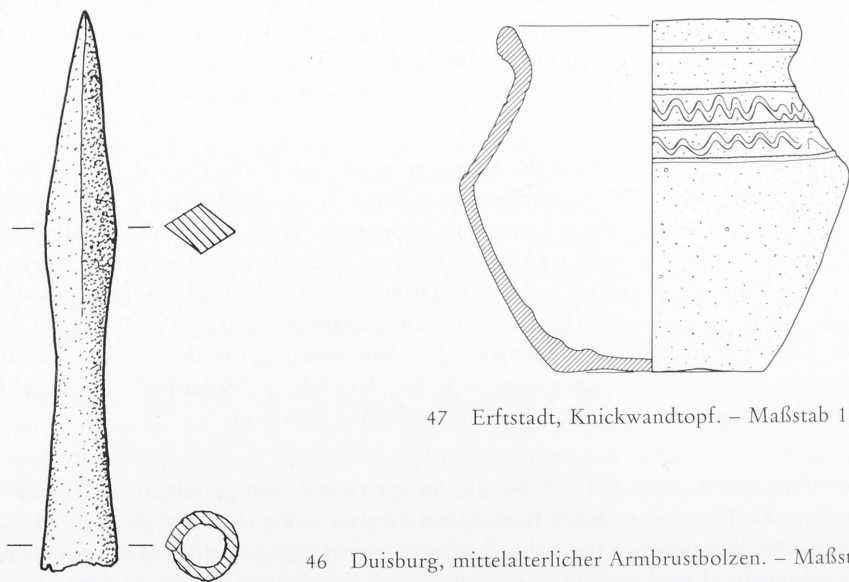 47 Erftstadt, Knickwandtopf. – Maßstab 1
46 Duisburg, mittelalterlicher Armbrustbolzen. – Maßst